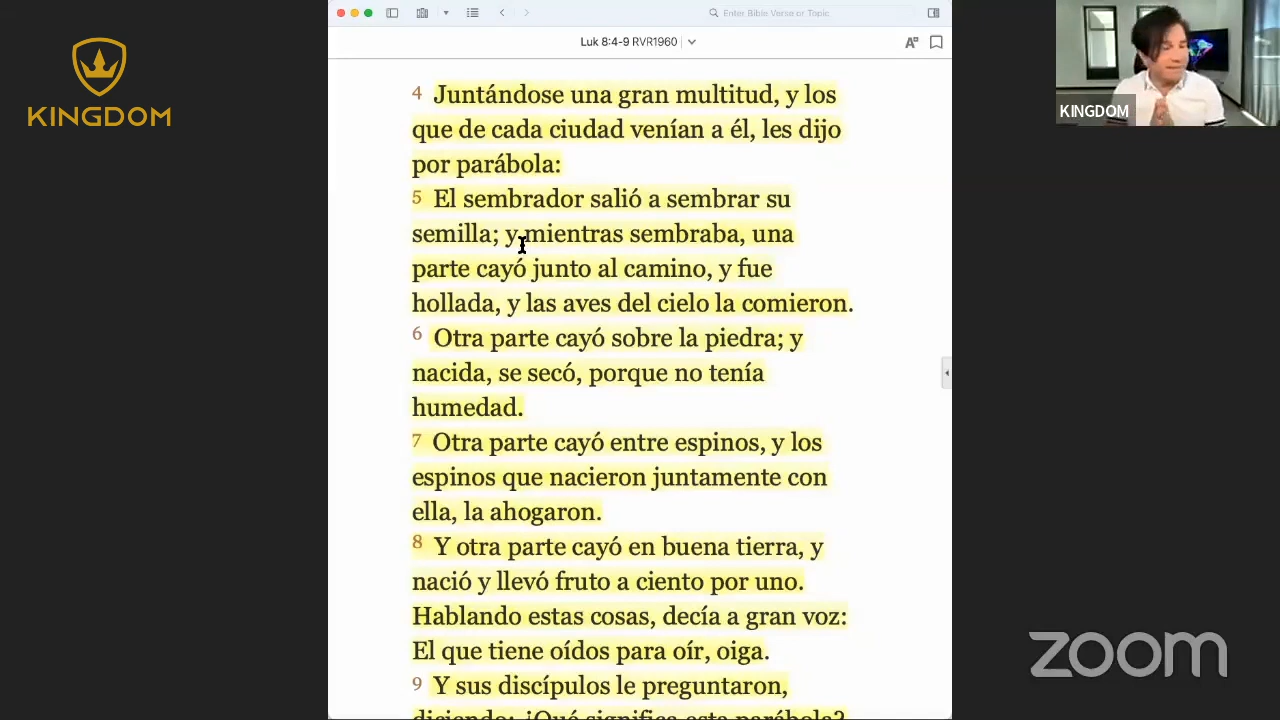 KINGDOM
Enter Bible Verse or Topic
Luk 8:4-9 RVR1960
4 Juntándose una gran multitud, y los
que de cada ciudad venían a él, les dijo
por parábola:
5 El sembrador salió a sembrar su
semilla; y mientras sembraba, una
parte cayó junto al camino, y fue
hollada, y las aves del cielo la comieron.
6 Otra parte cayó sobre la piedra; y
nacida, se secó, porque no tenía
humedad.
7 Otra parte cayó entre espinos, y los
espinos que nacieron juntamente con
ella, la ahogaron.
8 Y otra parte cayó en buena tierra, y
nació y llevó fruto a ciento por uno.
Hablando estas cosas, decía a gran voz:
El que tiene oídos para oír, oiga.
9 Y sus discípulos le preguntaron,
diciendo: ¿Qué significa esta parábola?
KINGDOM
zoom